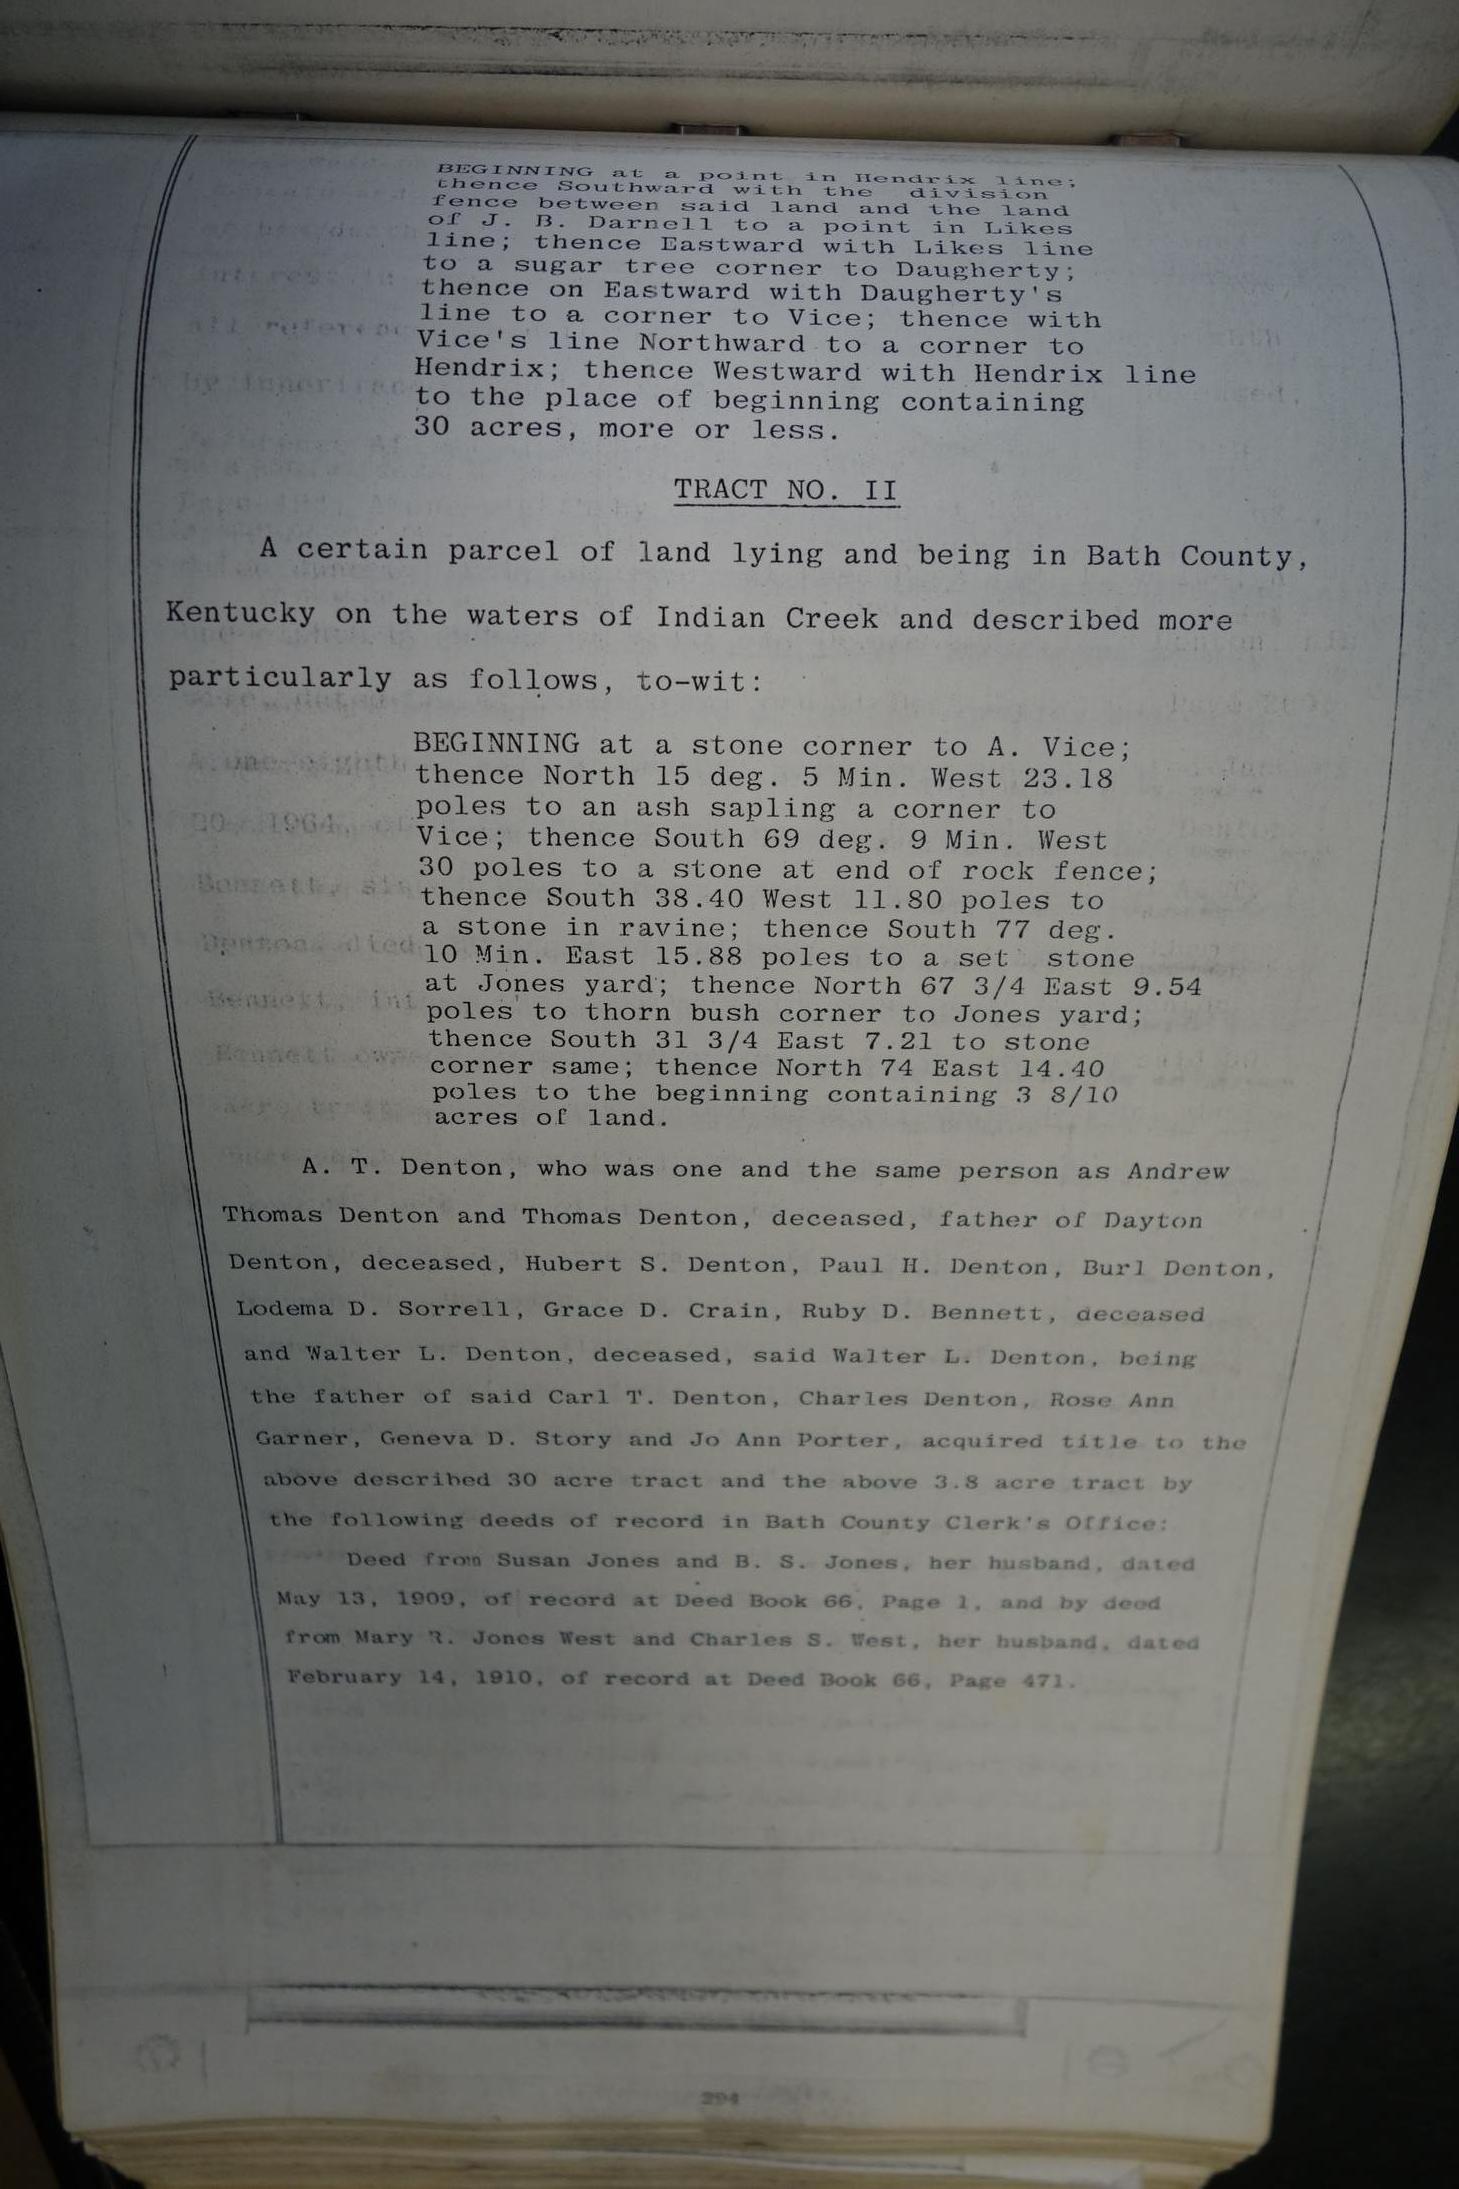 BEGINNING at a point in Hendrix line;
thence Southward with the division
fence between said land and the land
of J. B. Darnell to a point in Likes
line; thence Eastward with Likes line
to a sugar tree corner to Daugherty;
thence on Eastward with Daugherty's
line to a corner to Vice; thence with
Vice's line Northward to a corner to
Hendrix; thence Westward with Hendrix line
to the place of beginning containing
30 acres, more or less.
TRACT NO. II
A certain parcel of land lying and being in Bath County,
Kentucky on the waters of Indian Creek and described more
particularly as follows, to-wit:
BEGINNING at a stone corner to A. Vice;
thence North 15 deg. 5 Min. West 23.18
poles to an ash sapling a corner to
Vice; thence South 69 deg. 9 Min. West
30 poles to a stone at end of rock fence;
thence South 38.40 West 11.80 poles to
a stone in ravine; thence South 77 deg.
10 Min. East 15.88 poles to a set stone
at Jones yard; thence North 67 3/4 East 9.54
poles to thorn bush corner to Jones yard;
thence South 31 3/4 East 7.21 to stone
corner same; thence North 74 East 14.40
poles to the beginning containing 3 8/10
acres of land.
A. T. Denton, who was one and the same person as Andrew
Thomas Denton and Thomas Denton, deceased, father of Dayton
Denton, deceased, Hubert S. Denton, Paul H. Denton, Burl Denton,
Lodema D. Sorrell, Grace D. Crain, Ruby D. Bennett, deceased
and Walter L. Denton, deceased, said Walter L. Denton, being
the father of said Carl T. Denton, Charles Denton, Rose Ann
Garner, Geneva D. Story and Jo Ann Porter, acquired title to the
above described 30 acre tract and the above 3.8 acre tract by
the following deeds of record in Bath County Clerk's Office:
Deed from Susan Jones and B. S. Jones, her husband, dated
May 13, 1909, of record at Deed Book 66, Page 1, and by deed
from Mary R. Jones West and Charles S. West, her husband, dated
February 14, 1910, of record at Deed Book 66, Page 471.
294